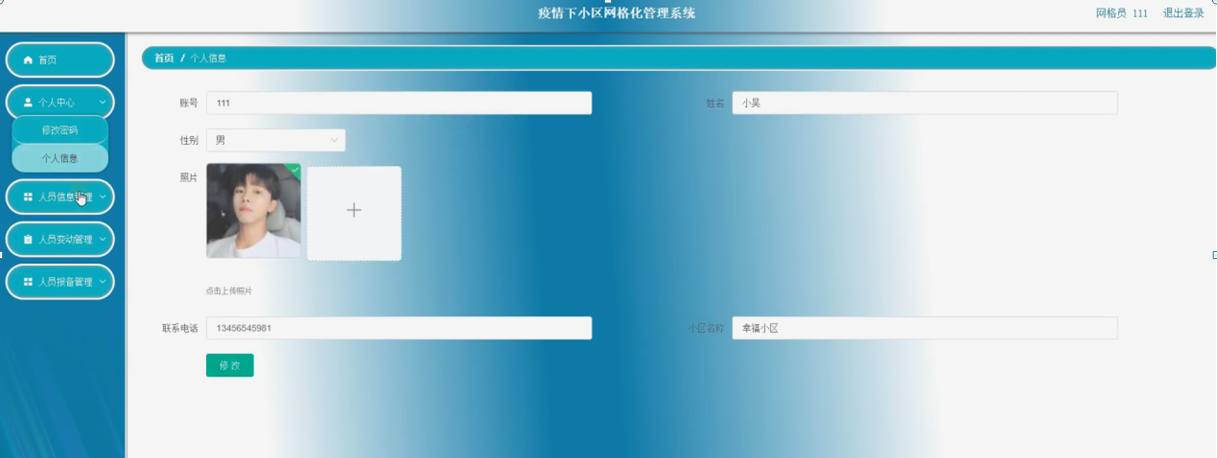 疫情下小区网格化管理系统
网格员 111 退出登录
首页
个人中心
修改密码
个人信息
人员信息管理
人员变动管理
人员报备管理
首页 / 个人信息
账号 111 姓名 小吴
性别 男
照片
点击上传照片
联系电话 13456545981 小区名称 幸福小区
修 改